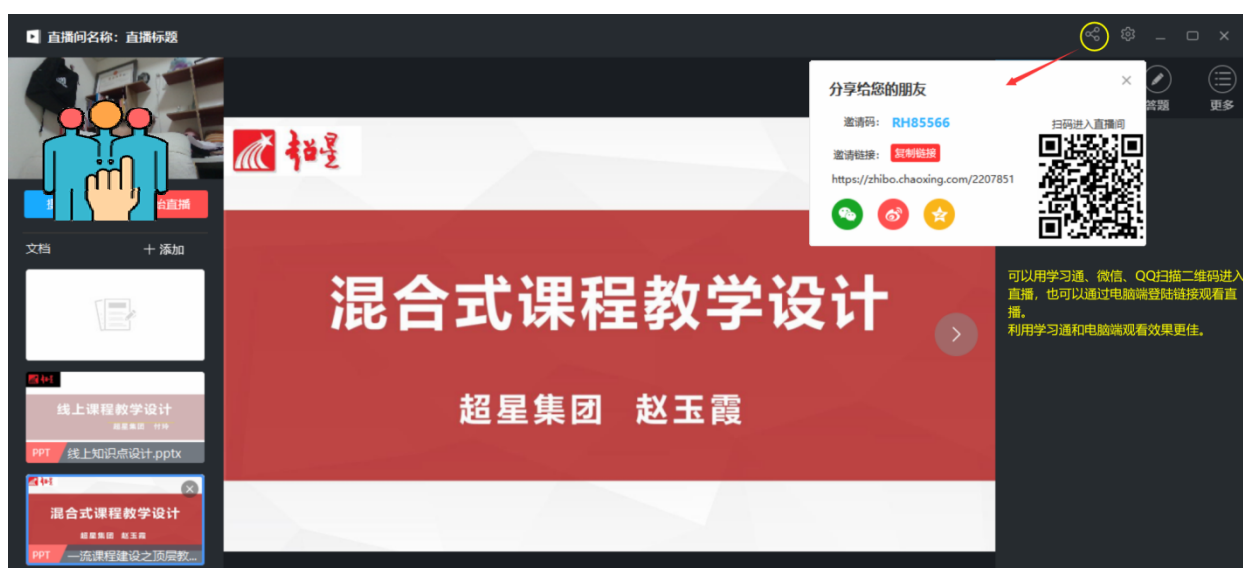 直播间名称：直播标题
分享给您的朋友
邀请码：RH85566
扫码进入直播间
邀请链接：复制链接
https://zhibo.chaoxing.com/2207851
答题
更多
始直播
文档
＋添加
超星
混合式课程教学设计
超星集团 赵玉霞
可以用学习通、微信、QQ扫描二维码进入
直播，也可以通过电脑端登陆链接观看直
播。
利用学习通和电脑端观看效果更佳。
线上课程教学设计
PPT 线上知识点设计.pptx
混合式课程教学设计
超星集团 赵玉霞
PPT 一流课程建设之顶层教...